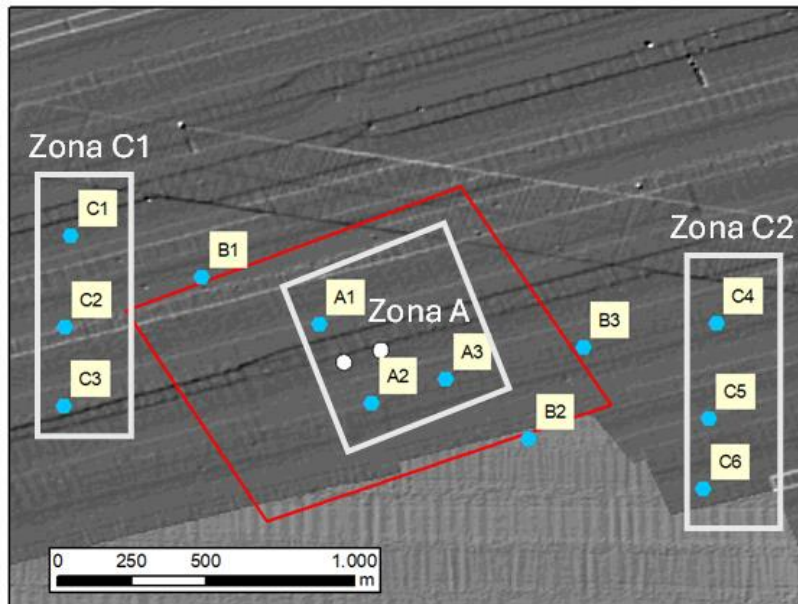 Zona C1
C1
B1
Zona C2
C2
A1
Zona A
B3
C4
C3
A2
A3
B2
C5
C6
0 250 500 1.000
m